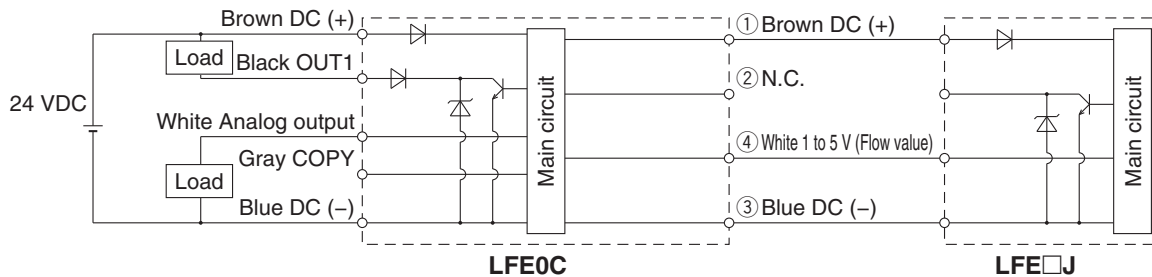 Brown DC (+)
Load
Black OUT1
24 VDC
White Analog output
Gray COPY
Load
Blue DC (−)
Main circuit
LFE0C
① Brown DC (+)
② N.C.
④ White 1 to 5 V (Flow value)
③ Blue DC (−)
Main circuit
LFE□J